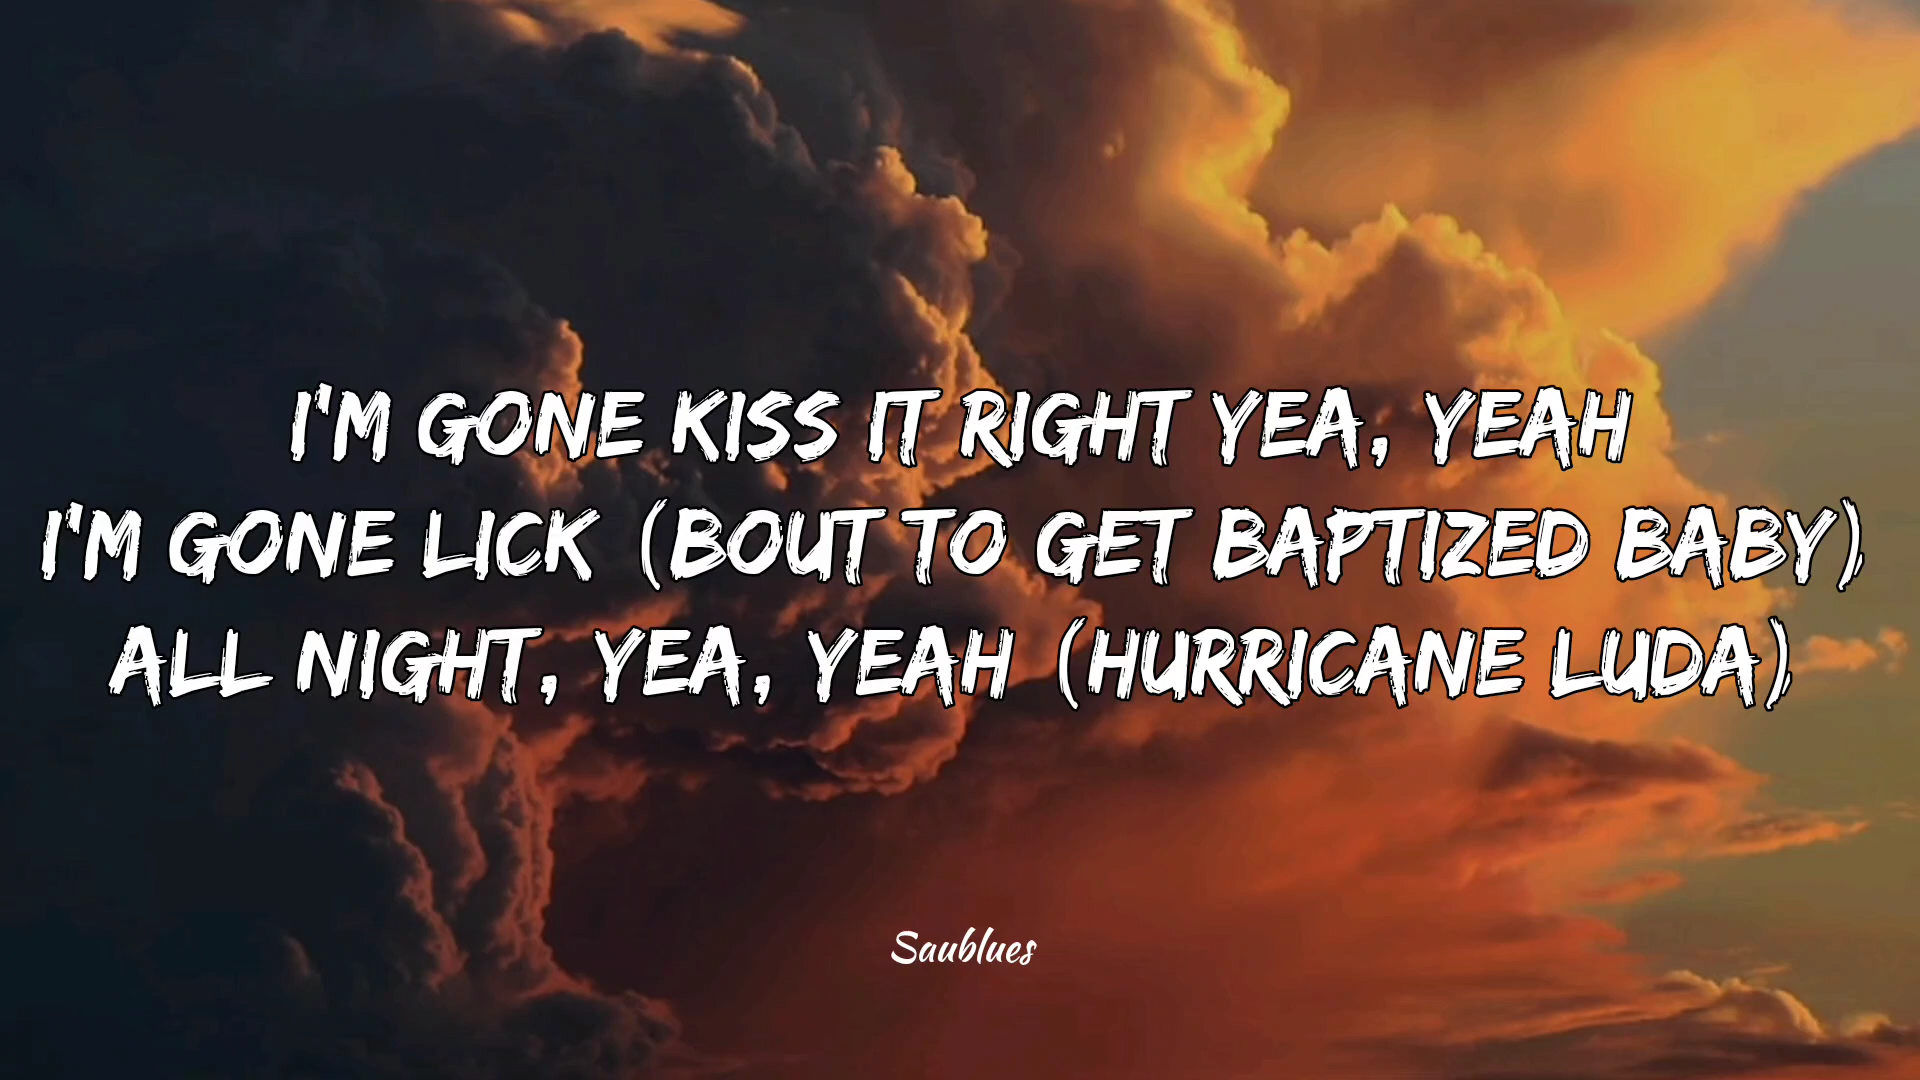 I'M GONE KISS IT RIGHT YEA, YEAH
I'M GONE LICK (BOUT TO GET BAPTIZED BABY)
ALL NIGHT, YEA, YEAH (HURRICANE LUDA)
Saublues